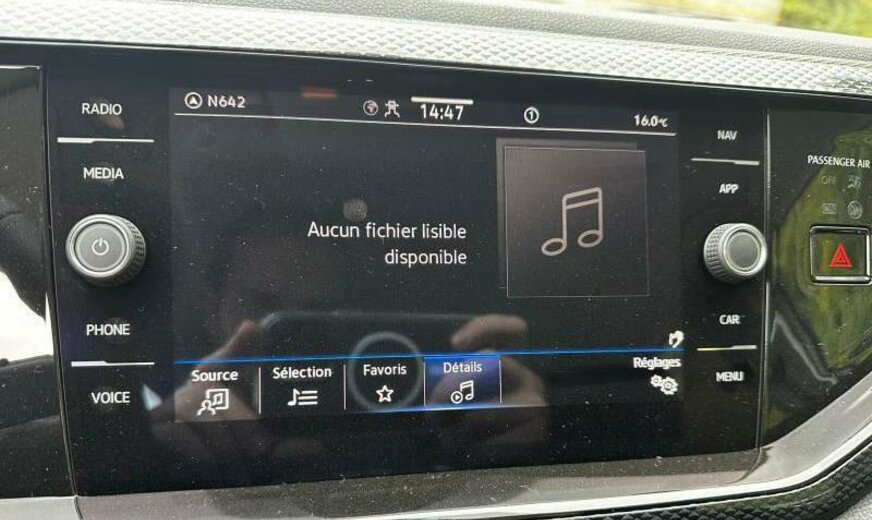 RADIO
MEDIA
PHONE
VOICE
N642
14:47
1
16.0°C
Aucun fichier lisible
disponible
Source
Sélection
Favoris
Détails
Réglages
NAV
APP
CAR
MENU
PASSENGER AIR
OFF